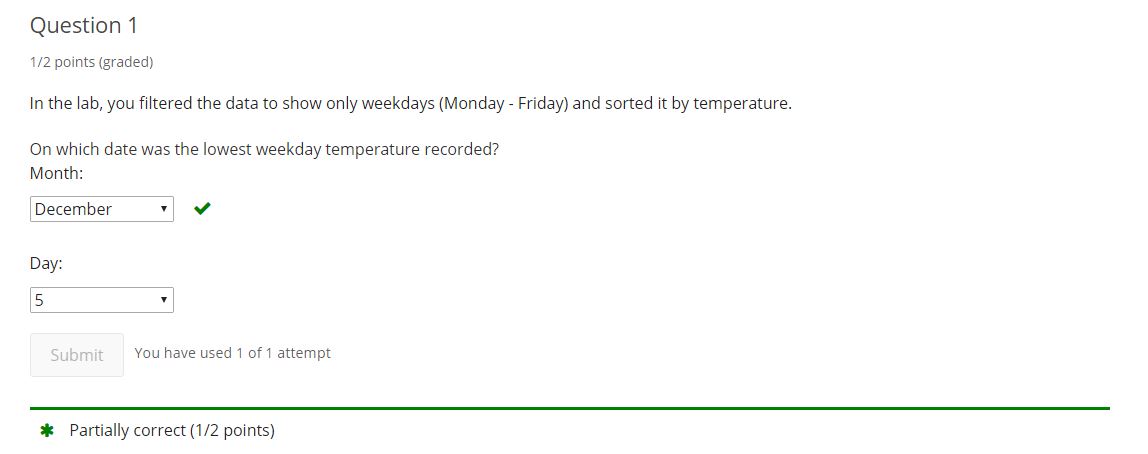 Question 1
1/2 points (graded)
In the lab, you filtered the data to show only weekdays (Monday - Friday) and sorted it by temperature.
On which date was the lowest weekday temperature recorded?
Month:
December
Day:
5
Submit You have used 1 of 1 attempt
Partially correct (1/2 points)